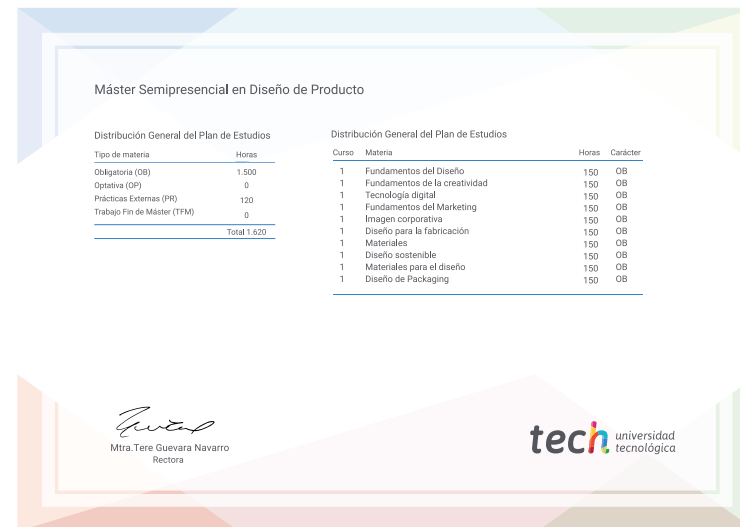 Máster Semipresencial en Diseño de Producto
Distribución General del Plan de Estudios
Tipo de materia Horas
Obligatoria (OB) 1.500
Optativa (OP) 0
Prácticas Externas (PR) 120
Trabajo Fin de Máster (TFM) 0
Total 1.620
Distribución General del Plan de Estudios
Curso Materia Horas Carácter
1 Fundamentos del Diseño 150 OB
1 Fundamentos de la creatividad 150 OB
1 Tecnología digital 150 OB
1 Fundamentos del Marketing 150 OB
1 Imagen corporativa 150 OB
1 Diseño para la fabricación 150 OB
1 Materiales 150 OB
1 Diseño sostenible 150 OB
1 Materiales para el diseño 150 OB
1 Diseño de Packaging 150 OB
Mtra.Tere Guevara Navarro
Rectora
tech universidad
tecnológica